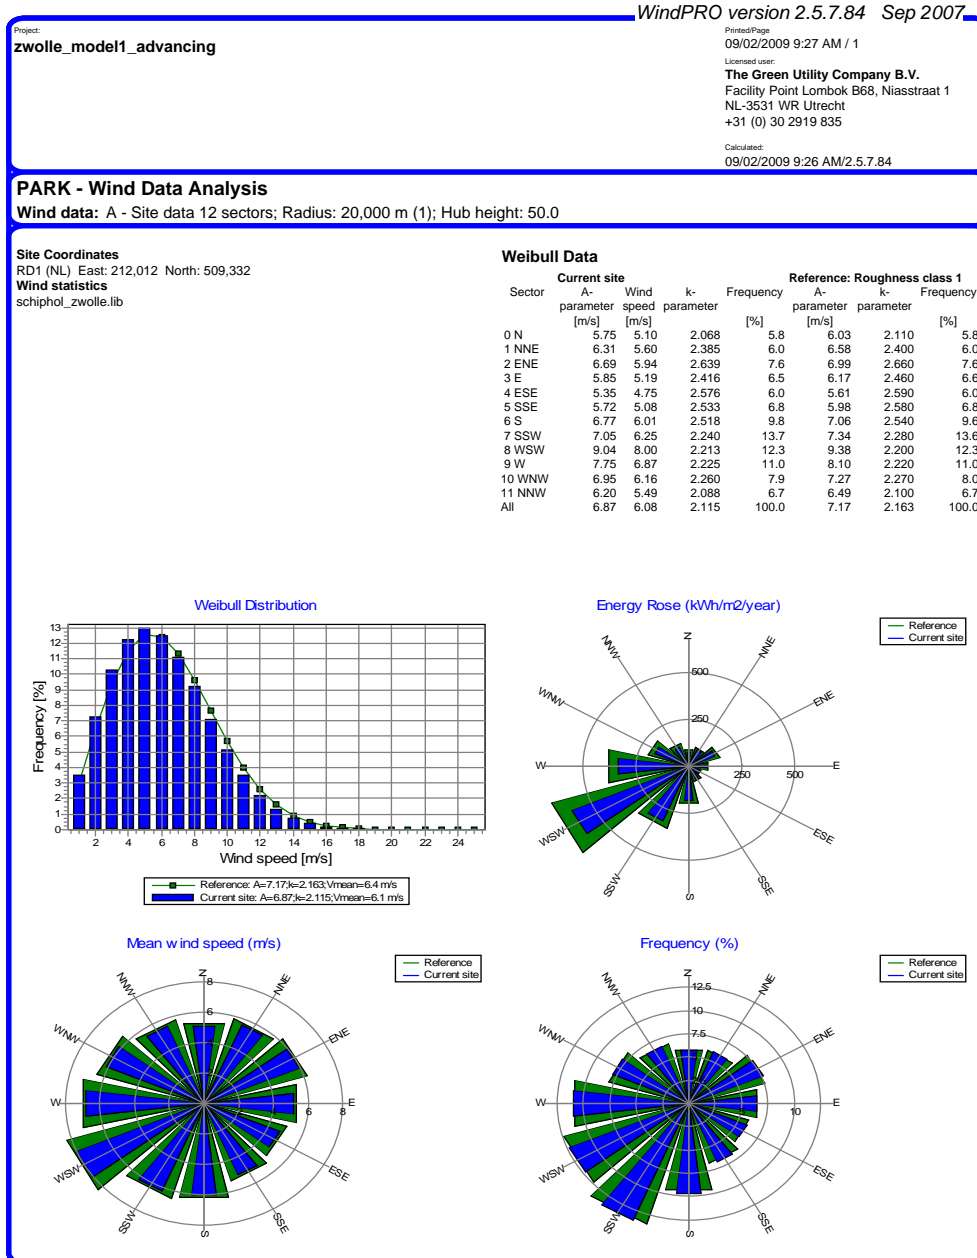 WindPRO version 2.5.7.84 Sep 2007
Project:
zwolle_model1_advancing
Printed/Page
09/02/2009 9:27 AM / 1
Licensed user:
The Green Utility Company B.V.
Facility Point Lombok B68, Niasstraat 1
NL-3531 WR Utrecht
+31 (0) 30 2919 835
Calculated:
09/02/2009 9:26 AM/2.5.7.84
PARK - Wind Data Analysis
Wind data: A - Site data 12 sectors; Radius: 20,000 m (1); Hub height: 50.0
Site Coordinates
RD1 (NL) East: 212,012 North: 509,332
Wind statistics
schiphol_zwolle.lib
Weibull Data
Current site Reference: Roughness class 1
Sector A- Wind k- Frequency A- k- Frequency
parameter speed parameter parameter parameter
[m/s] [m/s] [%] [m/s] [%]
0 N 5.75 5.10 2.068 5.8 6.03 2.110 5.8
1 NNE 6.31 5.60 2.385 6.0 6.58 2.400 6.0
2 ENE 6.69 5.94 2.639 7.6 6.99 2.660 7.6
3 E 5.85 5.19 2.416 6.5 6.17 2.460 6.6
4 ESE 5.35 4.75 2.576 6.0 5.61 2.590 6.0
5 SSE 5.72 5.08 2.533 6.8 5.98 2.580 6.8
6 S 6.77 6.01 2.518 9.8 7.06 2.540 9.6
7 SSW 7.05 6.25 2.240 13.7 7.34 2.280 13.6
8 WSW 9.04 8.00 2.213 12.3 9.38 2.200 12.3
9 W 7.75 6.87 2.225 11.0 8.10 2.220 11.0
10 WNW 6.95 6.16 2.260 7.9 7.27 2.270 8.0
11 NNW 6.20 5.49 2.088 6.7 6.49 2.100 6.7
All 6.87 6.08 2.115 100.0 7.17 2.163 100.0
Weibull Distribution
13
12
11
10
9
8
7
6
5
4
3
2
1
0
Frequency [%]
2 4 6 8 10 12 14 16 18 20 22 24
Wind speed [m/s]
Reference: A=7.17;k=2.163;Vmean=6.4 m/s
Current site: A=6.87;k=2.115;Vmean=6.1 m/s
Energy Rose (kWh/m2/year)
Reference
Current site
N
NNE
ENE
E
ESE
SSE
S
SSW
WSW
W
WNW
NNW
500
250
250 500
Mean wind speed (m/s)
Reference
Current site
N
NNE
ENE
E
ESE
SSE
S
SSW
WSW
W
WNW
NNW
8
6
4 6 8
Frequency (%)
Reference
Current site
N
NNE
ENE
E
ESE
SSE
S
SSW
WSW
W
WNW
NNW
12.5
10
7.5
10